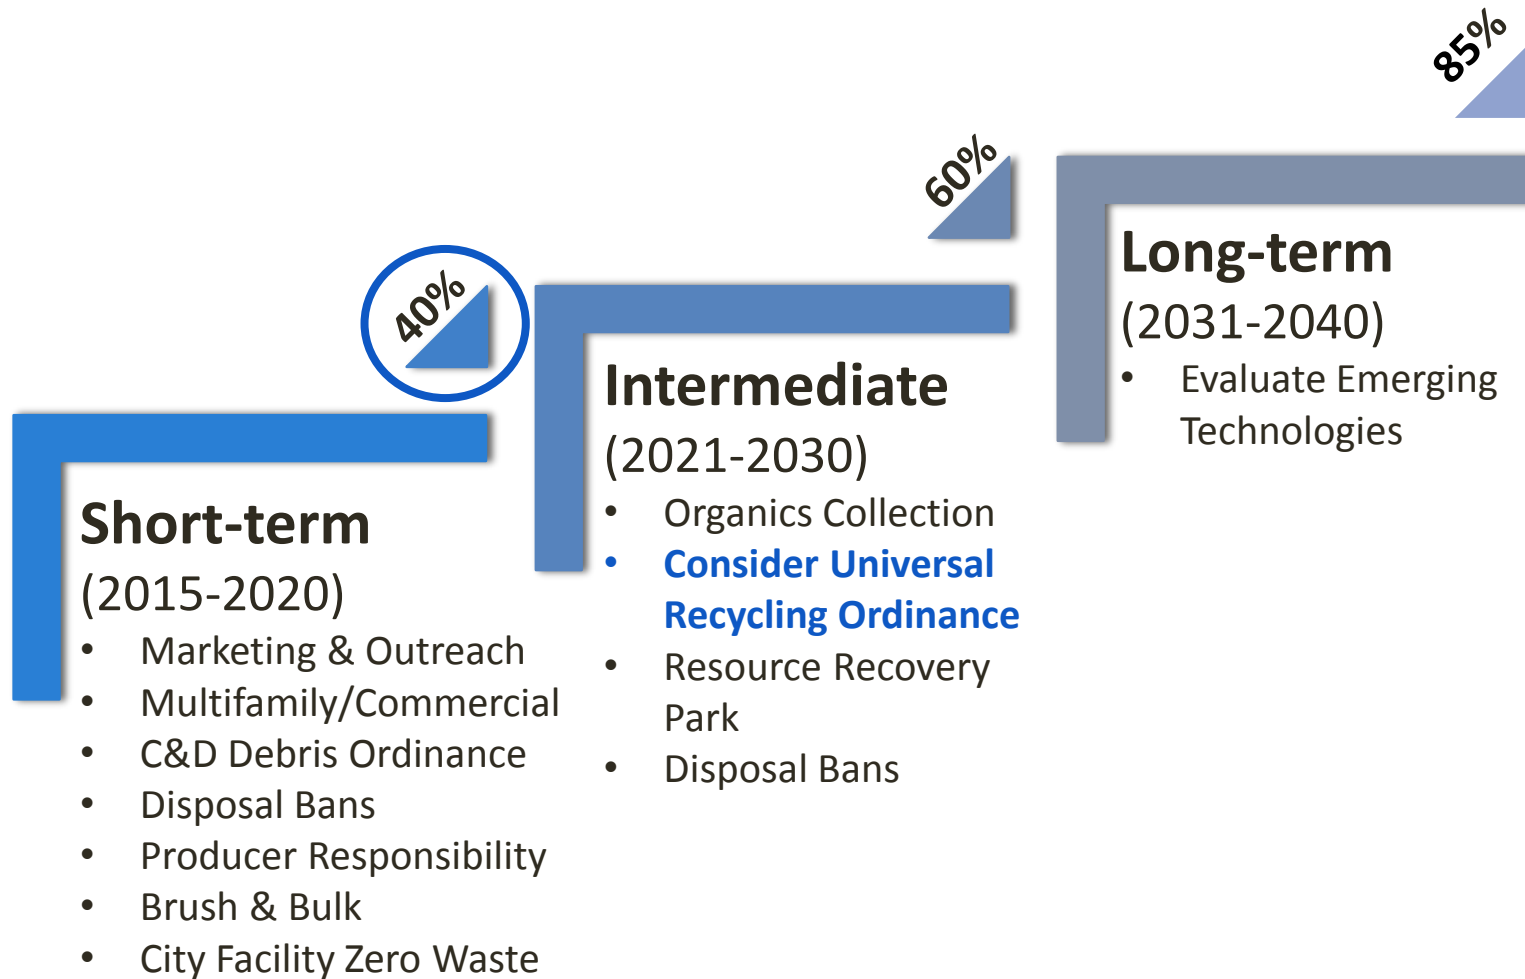 40%
Short-term
(2015-2020)
• Marketing & Outreach
• Multifamily/Commercial
• C&D Debris Ordinance
• Disposal Bans
• Producer Responsibility
• Brush & Bulk
• City Facility Zero Waste
60%
Intermediate
(2021-2030)
• Organics Collection
• Consider Universal
Recycling Ordinance
• Resource Recovery
Park
• Disposal Bans
85%
Long-term
(2031-2040)
• Evaluate Emerging
Technologies